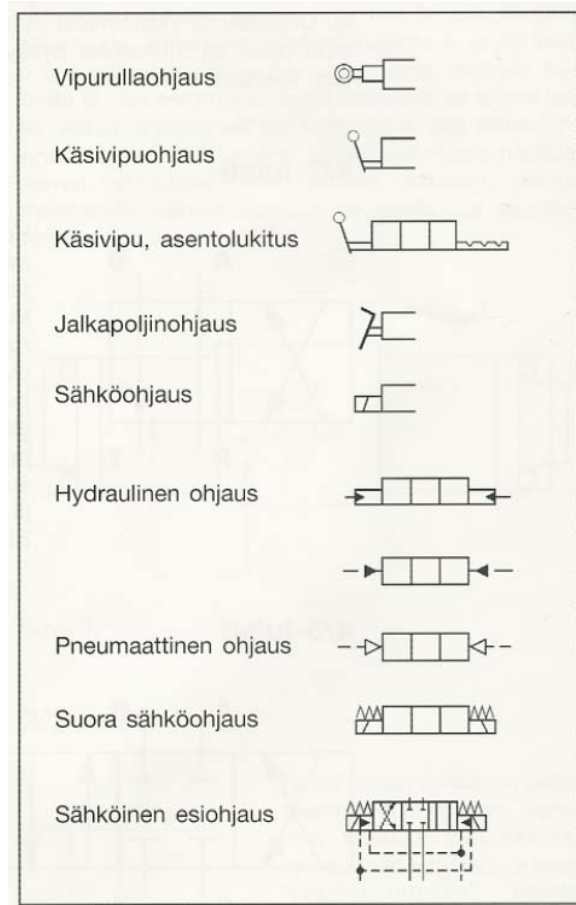 Vipurullaohjaus
Käsivipuohjaus
Käsivipu, asentolukitus
Jalkapoljinohjaus
Sähköohjaus
Hydraulinen ohjaus
Pneumaattinen ohjaus
Suora sähköohjaus
Sähköinen esiohjaus